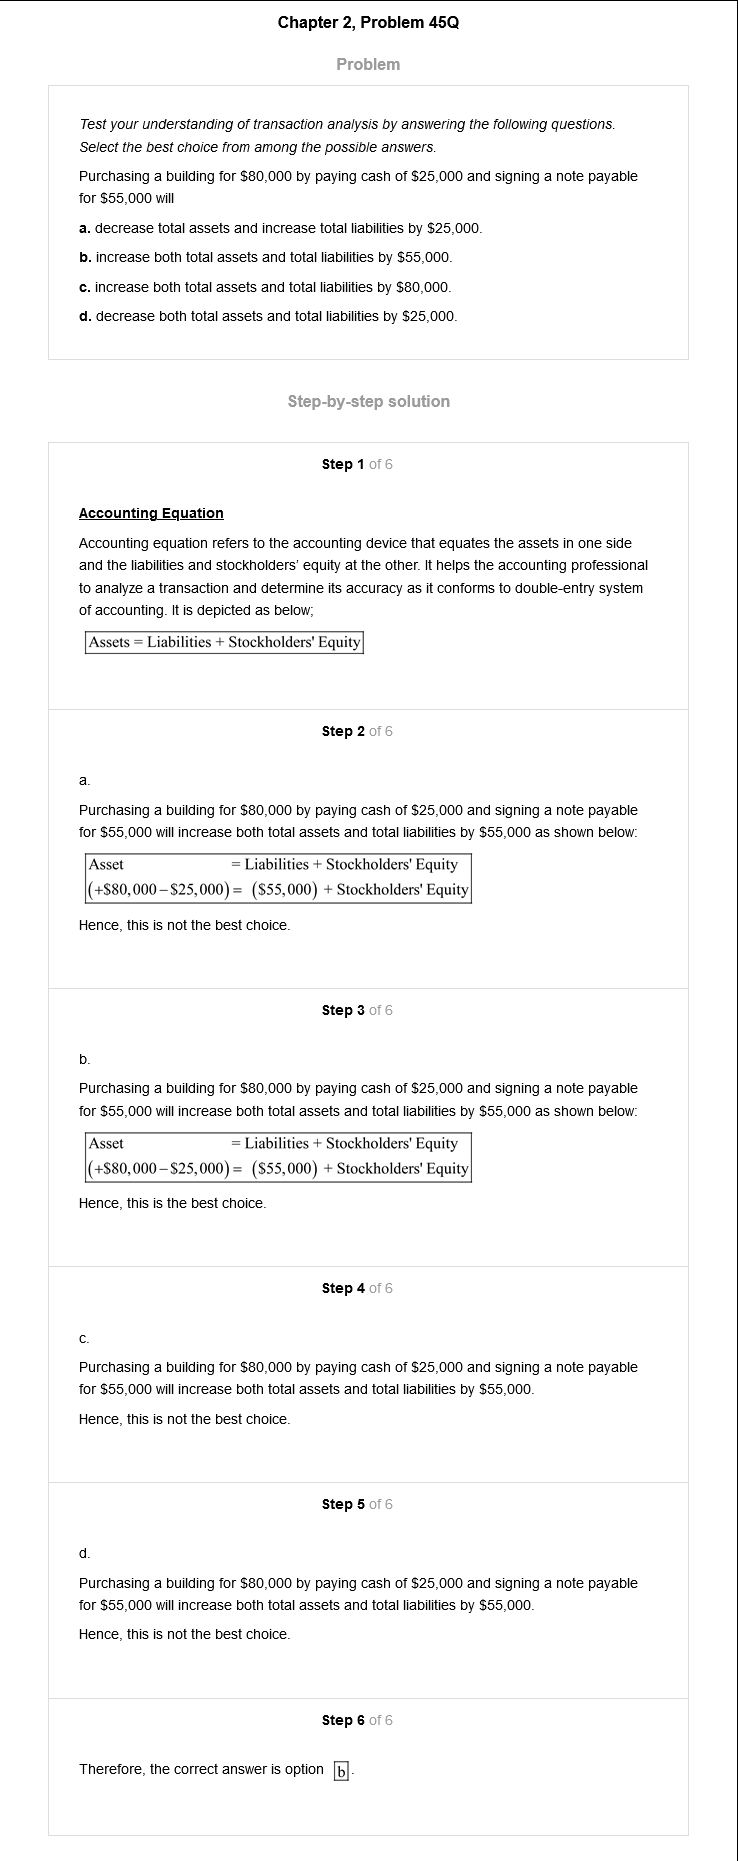 Chapter 2, Problem 45Q
Problem
Test your understanding of transaction analysis by answering the following questions.
Select the best choice from among the possible answers.
Purchasing a building for $80,000 by paying cash of $25,000 and signing a note payable
for $55,000 will
a. decrease total assets and increase total liabilities by $25,000.
b. increase both total assets and total liabilities by $55,000.
c. increase both total assets and total liabilities by $80,000.
d. decrease both total assets and total liabilities by $25,000.
Step-by-step solution
Step 1 of 6
Accounting Equation
Accounting equation refers to the accounting device that equates the assets in one side
and the liabilities and stockholders' equity at the other. It helps the accounting professional
to analyze a transaction and determine its accuracy as it conforms to double-entry system
of accounting. It is depicted as below;
Assets = Liabilities + Stockholders' Equity
Step 2 of 6
a.
Purchasing a building for $80,000 by paying cash of $25,000 and signing a note payable
for $55,000 will increase both total assets and total liabilities by $55,000 as shown below:
Asset = Liabilities + Stockholders' Equity
(+$80,000 – $25,000) = ($55,000) + Stockholders' Equity
Hence, this is not the best choice.
Step 3 of 6
b.
Purchasing a building for $80,000 by paying cash of $25,000 and signing a note payable
for $55,000 will increase both total assets and total liabilities by $55,000 as shown below:
Asset = Liabilities + Stockholders' Equity
(+$80,000 – $25,000) = ($55,000) + Stockholders' Equity
Hence, this is the best choice.
Step 4 of 6
c.
Purchasing a building for $80,000 by paying cash of $25,000 and signing a note payable
for $55,000 will increase both total assets and total liabilities by $55,000.
Hence, this is not the best choice.
Step 5 of 6
d.
Purchasing a building for $80,000 by paying cash of $25,000 and signing a note payable
for $55,000 will increase both total assets and total liabilities by $55,000.
Hence, this is not the best choice.
Step 6 of 6
Therefore, the correct answer is option b.